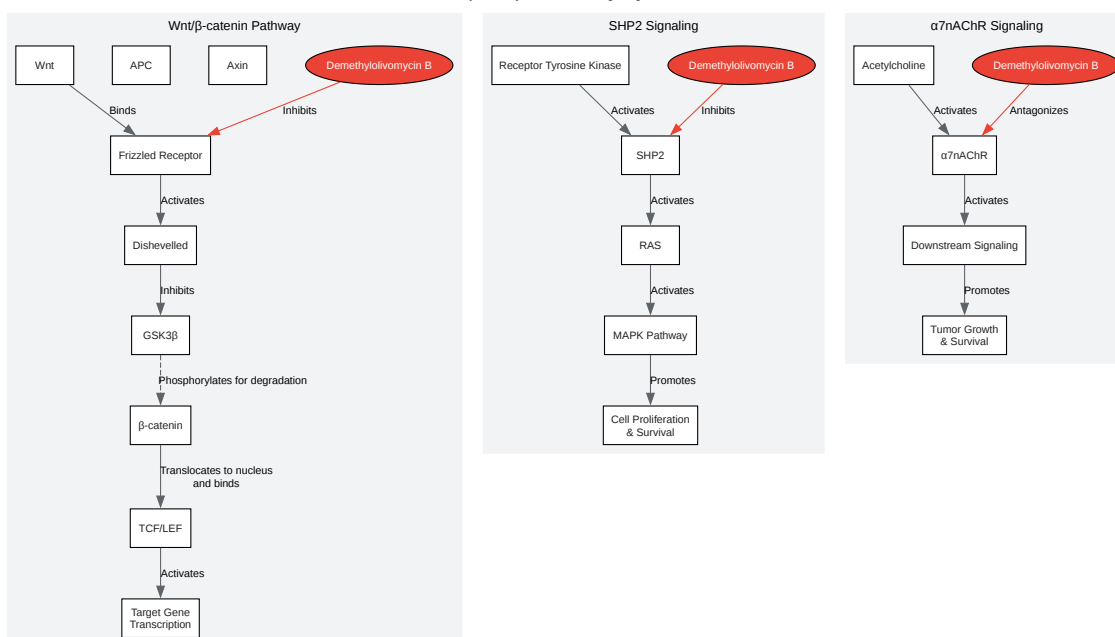 Wnt/β-catenin Pathway
Wnt
APC
Axin
Demethylolivomycin B
Binds
Inhibits
Frizzled Receptor
Activates
Dishevelled
Inhibits
GSK3β
Phosphorylates for degradation
β-catenin
Translocates to nucleus
and binds
TCF/LEF
Activates
Target Gene
Transcription
SHP2 Signaling
Receptor Tyrosine Kinase
Demethylolivomycin B
Activates
Inhibits
SHP2
Activates
RAS
Activates
MAPK Pathway
Promotes
Cell Proliferation
& Survival
α7nAChR Signaling
Acetylcholine
Demethylolivomycin B
Activates
Antagonizes
α7nAChR
Activates
Downstream Signaling
Promotes
Tumor Growth
& Survival